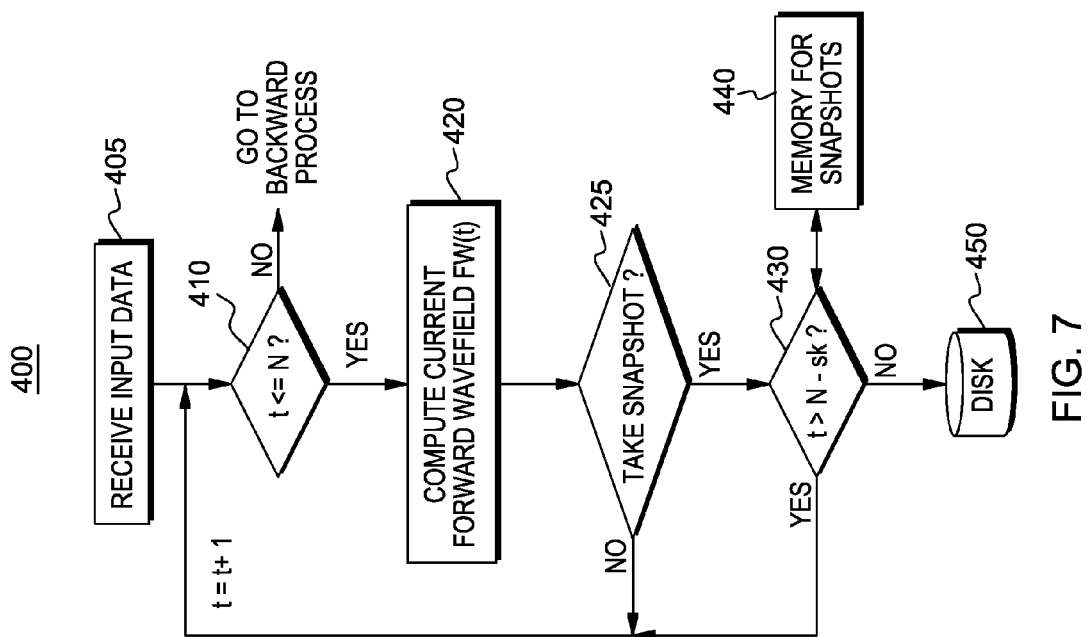 400
RECEIVE INPUT DATA
405
t = t+ 1
t <= N ?
410
NO
GO TO
BACKWARD
PROCESS
YES
COMPUTE CURRENT
FORWARD WAVEFIELD FW(t)
420
TAKE SNAPSHOT ?
425
NO
YES
t > N - sk ?
430
MEMORY FOR
SNAPSHOTS
440
YES
NO
DISK
450
FIG. 7